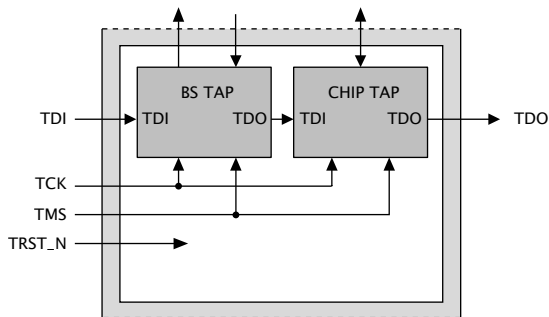 BS TAP
CHIP TAP
TDI
TDI
TDO
TDI
TDO
TDO
TCK
TMS
TRST_N